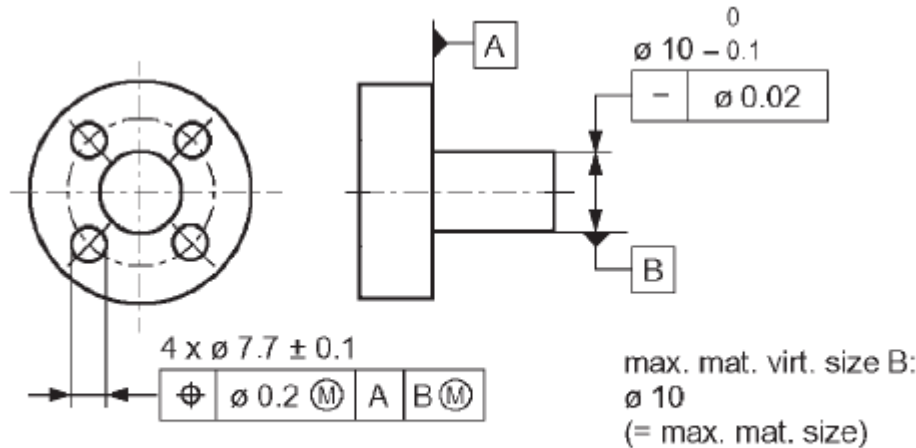 A
0
ø 10 – 0.1
– ø 0.02
B
4 x ø 7.7 ± 0.1
⌖ ø 0.2 Ⓜ A B Ⓜ
max. mat. virt. size B:
ø 10
(= max. mat. size)